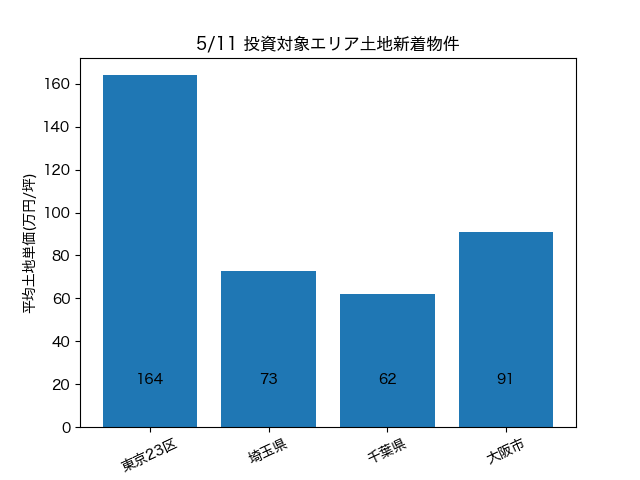 5/11 投資対象エリア土地新着物件
平均土地単価(万円/坪)
160
140
120
100
80
60
40
20
0
164
73
62
91
東京23区
埼玉県
千葉県
大阪市